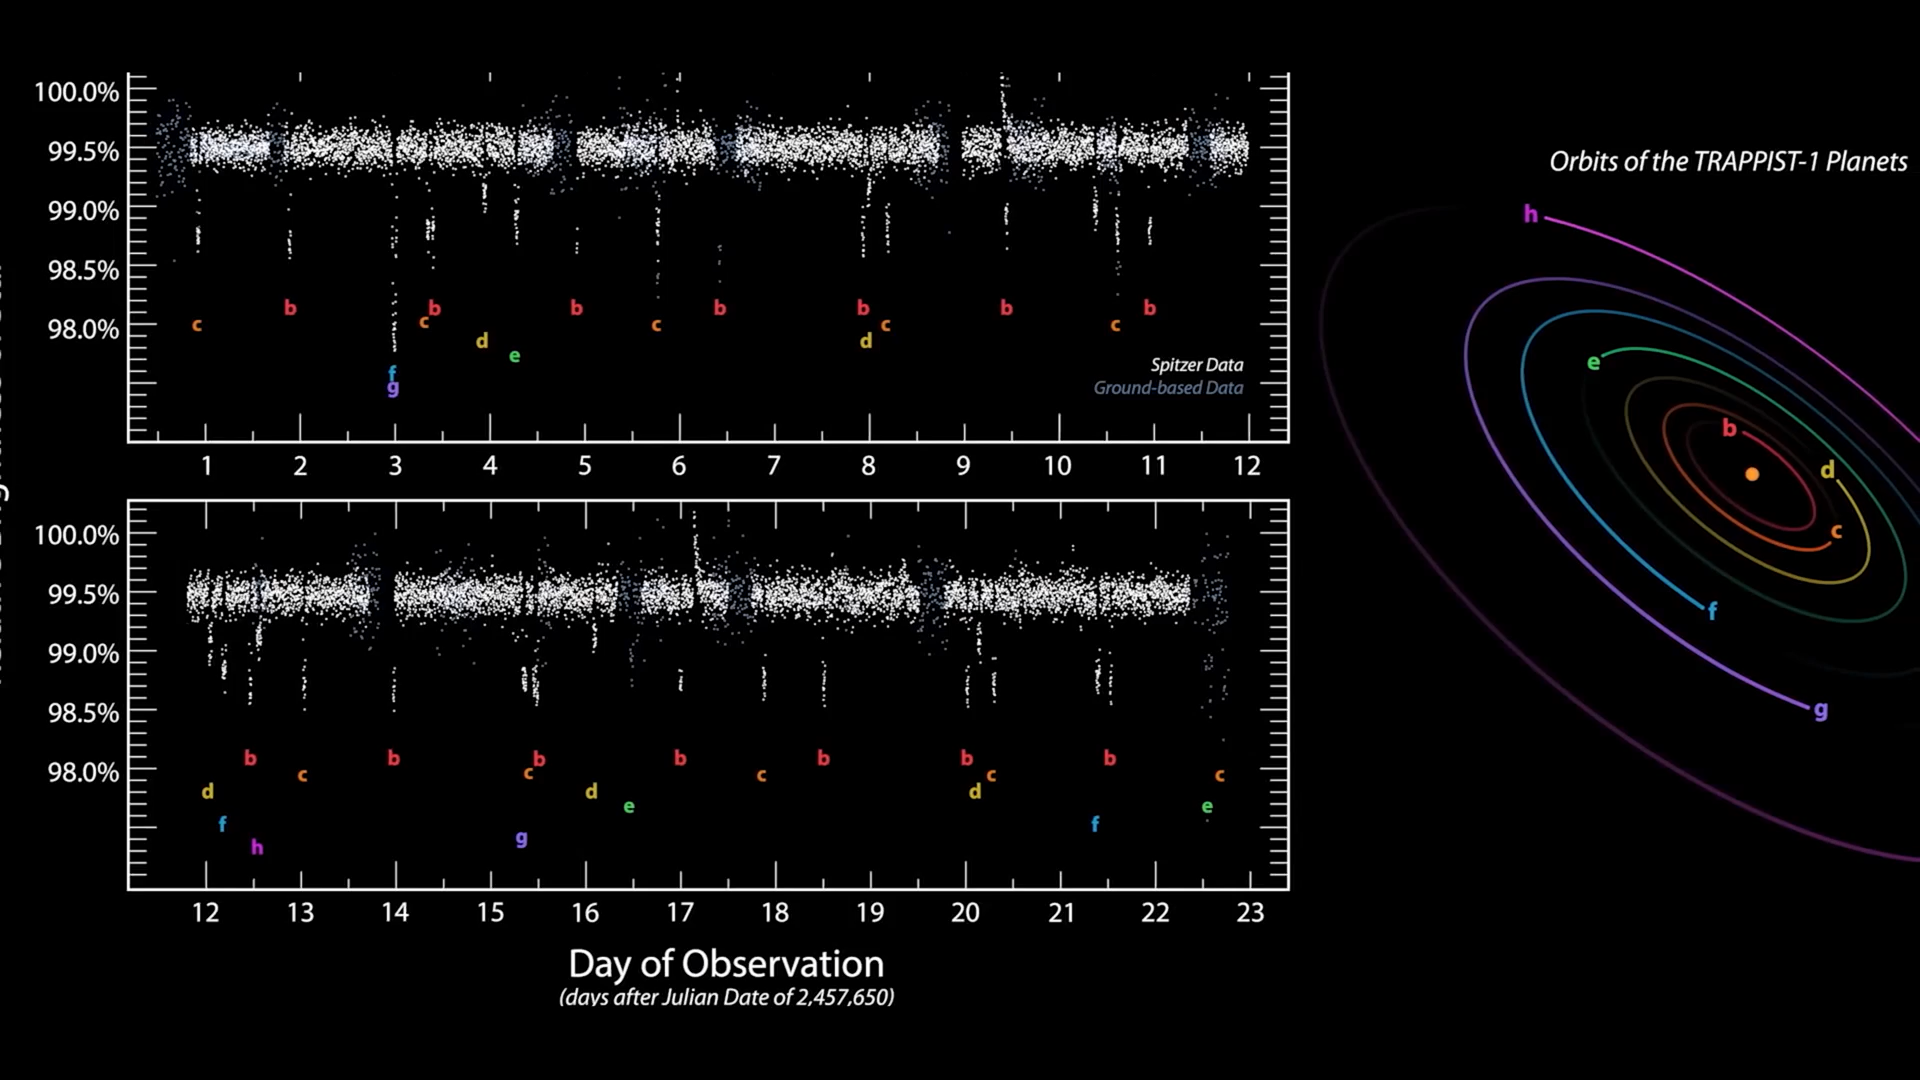 100.0%
99.5%
99.0%
98.5%
98.0%
b b b b b b b
c c c c c
d d
e
f
g
Spitzer Data
Ground-based Data
1 2 3 4 5 6 7 8 9 10 11 12
100.0%
99.5%
99.0%
98.5%
98.0%
b b b b b b b
c c c c c
d d d
e e
f f
g
h
12 13 14 15 16 17 18 19 20 21 22 23
Day of Observation
(days after Julian Date of 2,457,650)
Orbits of the TRAPPIST-1 Planets
h
e
b
d
c
f
g